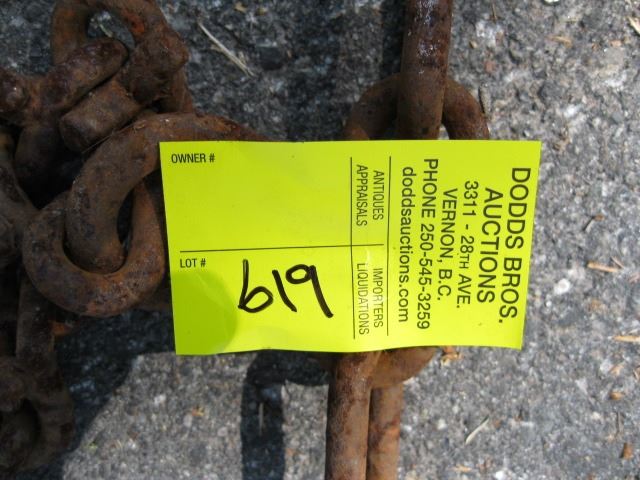 OWNER #
LOT # 619
ANTIQUES
APPRAISALS
IMPORTERS
LIQUIDATIONS
DODDS BROS.
AUCTIONS
3311 - 28TH AVE.
VERNON, B.C.
PHONE 250-545-3259
doddsauctions.com